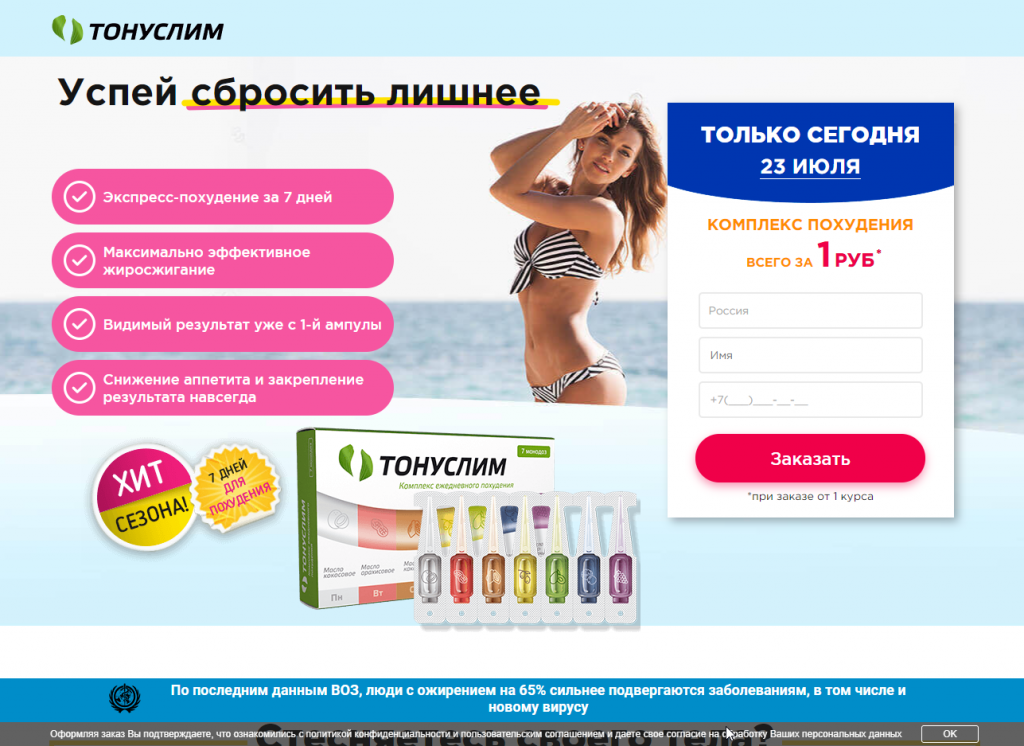 ТОНУСЛИМ
Успей сбросить лишнее
Экспресс-похудение за 7 дней
Максимально эффективное
жиросжигание
Видимый результат уже с 1-й ампулы
Снижение аппетита и закрепление
результата навсегда
ТОЛЬКО СЕГОДНЯ
23 ИЮЛЯ
КОМПЛЕКС ПОХУДЕНИЯ
ВСЕГО ЗА 1 РУБ*
Россия
Имя
+7(___)___-__-__
Заказать
*при заказе от 1 курса
ХИТ
СЕЗОНА!
7 ДНЕЙ
ДЛЯ
ПОХУДЕНИЯ
7 монодоз
ТОНУСЛИМ
Комплекс ежедневного похудения
ТОНУСЛИМ
Масло
кокосовое
Масло
арахисовое
Пн
Вт
По последним данным ВОЗ, люди с ожирением на 65% сильнее подвергаются заболеваниям, в том числе и
новому вирусу
Стесняетесь своего тела?
Оформляя заказ Вы подтверждаете, что ознакомились с политикой конфиденциальности и пользовательским соглашением и даете свое согласие на обработку Ваших персональных данных
OK